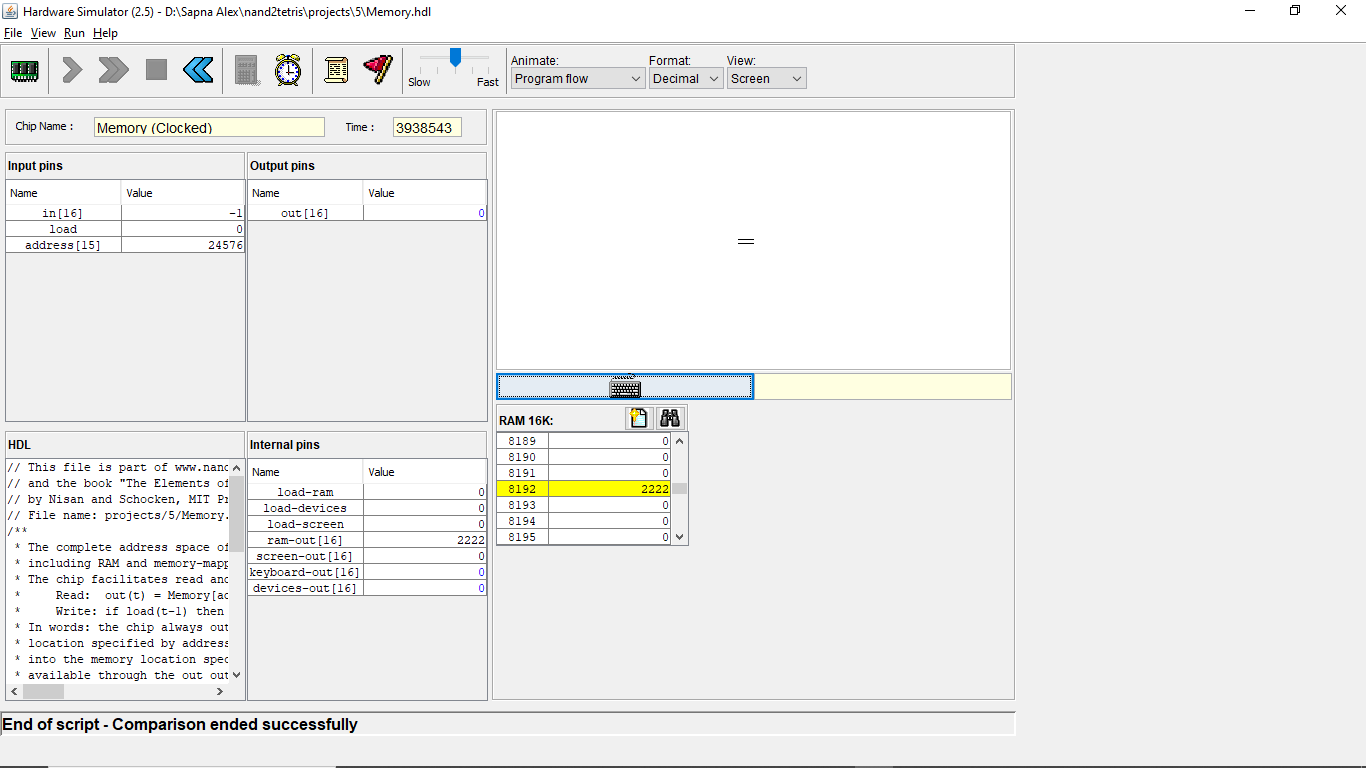 Hardware Simulator (2.5) - D:\Sapna Alex\nand2tetris\projects\5\Memory.hdl
File View Run Help
Slow Fast
Animate: Format: View:
Program flow Decimal Screen
Chip Name : Memory (Clocked) Time : 3938543
Input pins
Name Value
in[16] -1
load 0
address[15] 24576
Output pins
Name Value
out[16] 0
HDL
// This file is part of www.nanc
// and the book "The Elements of
// by Nisan and Schocken, MIT Pr
// File name: projects/5/Memory.
/**
* The complete address space of
* including RAM and memory-mapp
* The chip facilitates read and
* Read: out(t) = Memory[ad
* Write: if load(t-1) then
* In words: the chip always out
* location specified by address
* into the memory location spec
* available through the out out
Internal pins
Name Value
load-ram 0
load-devices 0
load-screen 0
ram-out[16] 2222
screen-out[16] 0
keyboard-out[16] 0
devices-out[16] 0
RAM 16K:
8189 0
8190 0
8191 0
8192 2222
8193 0
8194 0
8195 0
End of script - Comparison ended successfully